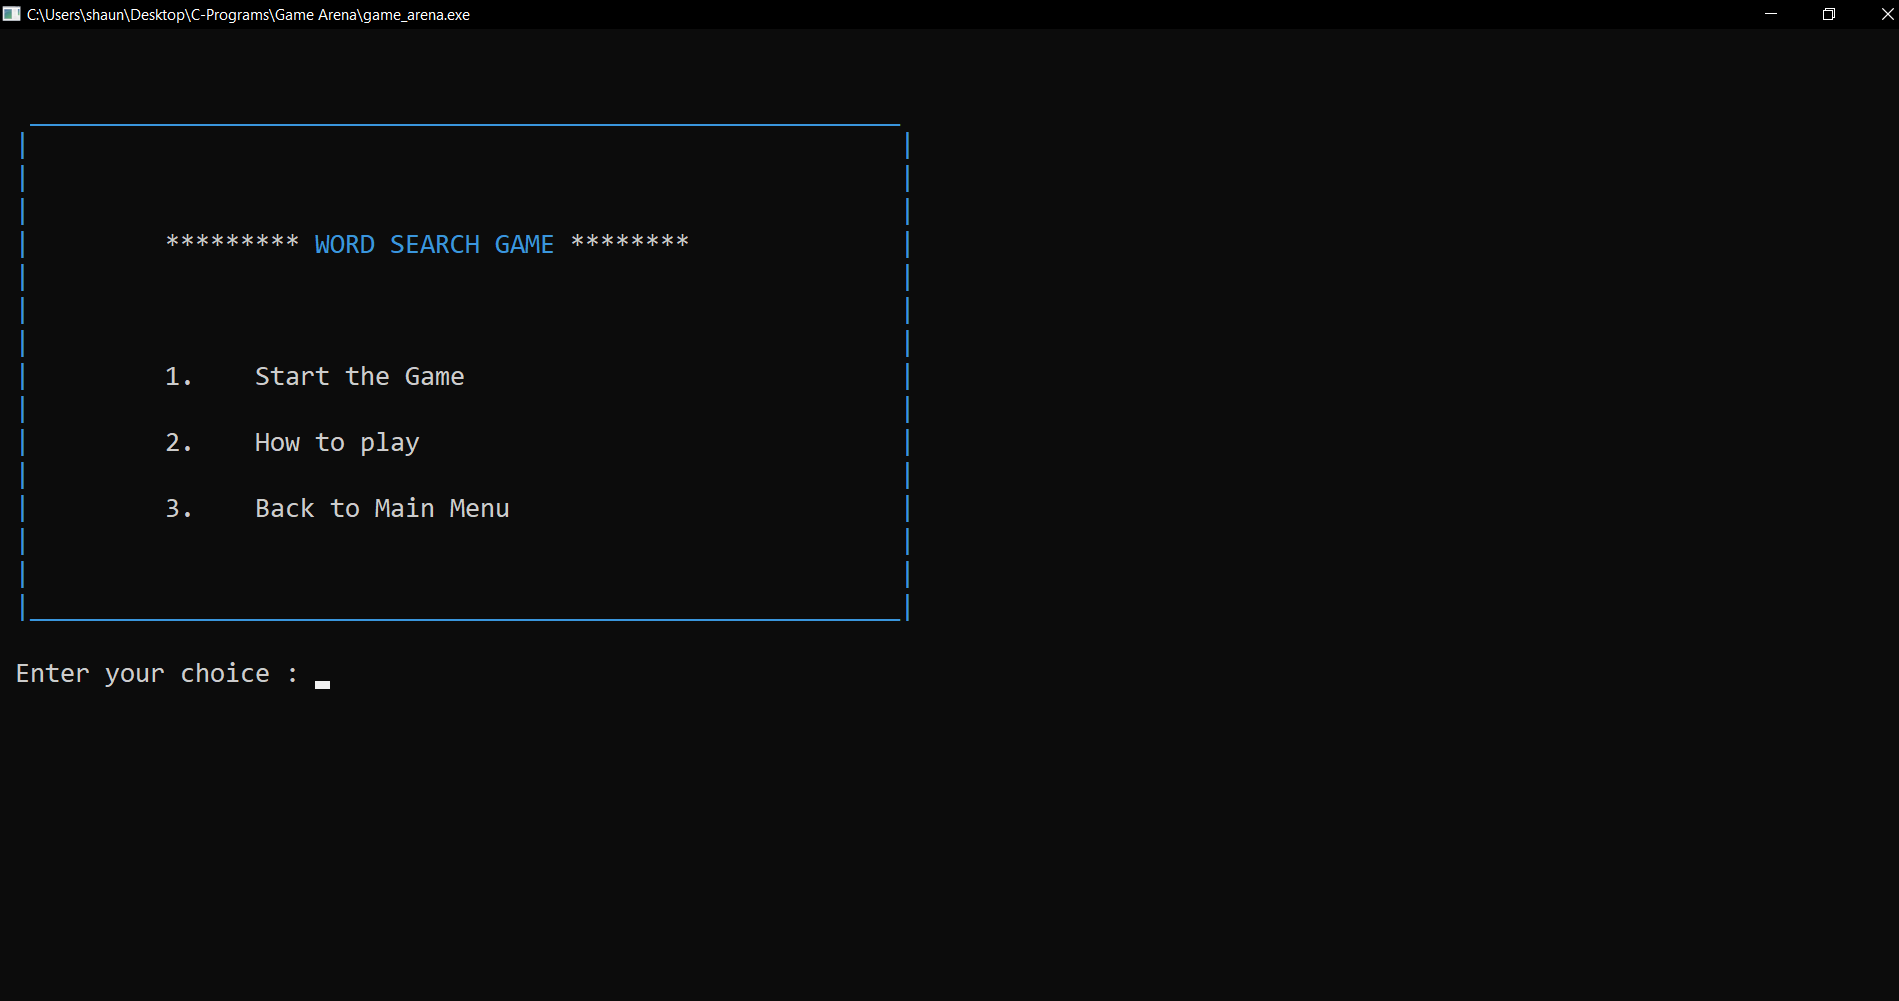 C:\Users\shaun\Desktop\C-Programs\Game Arena\game_arena.exe
********* WORD SEARCH GAME ********
1. Start the Game
2. How to play
3. Back to Main Menu
Enter your choice :